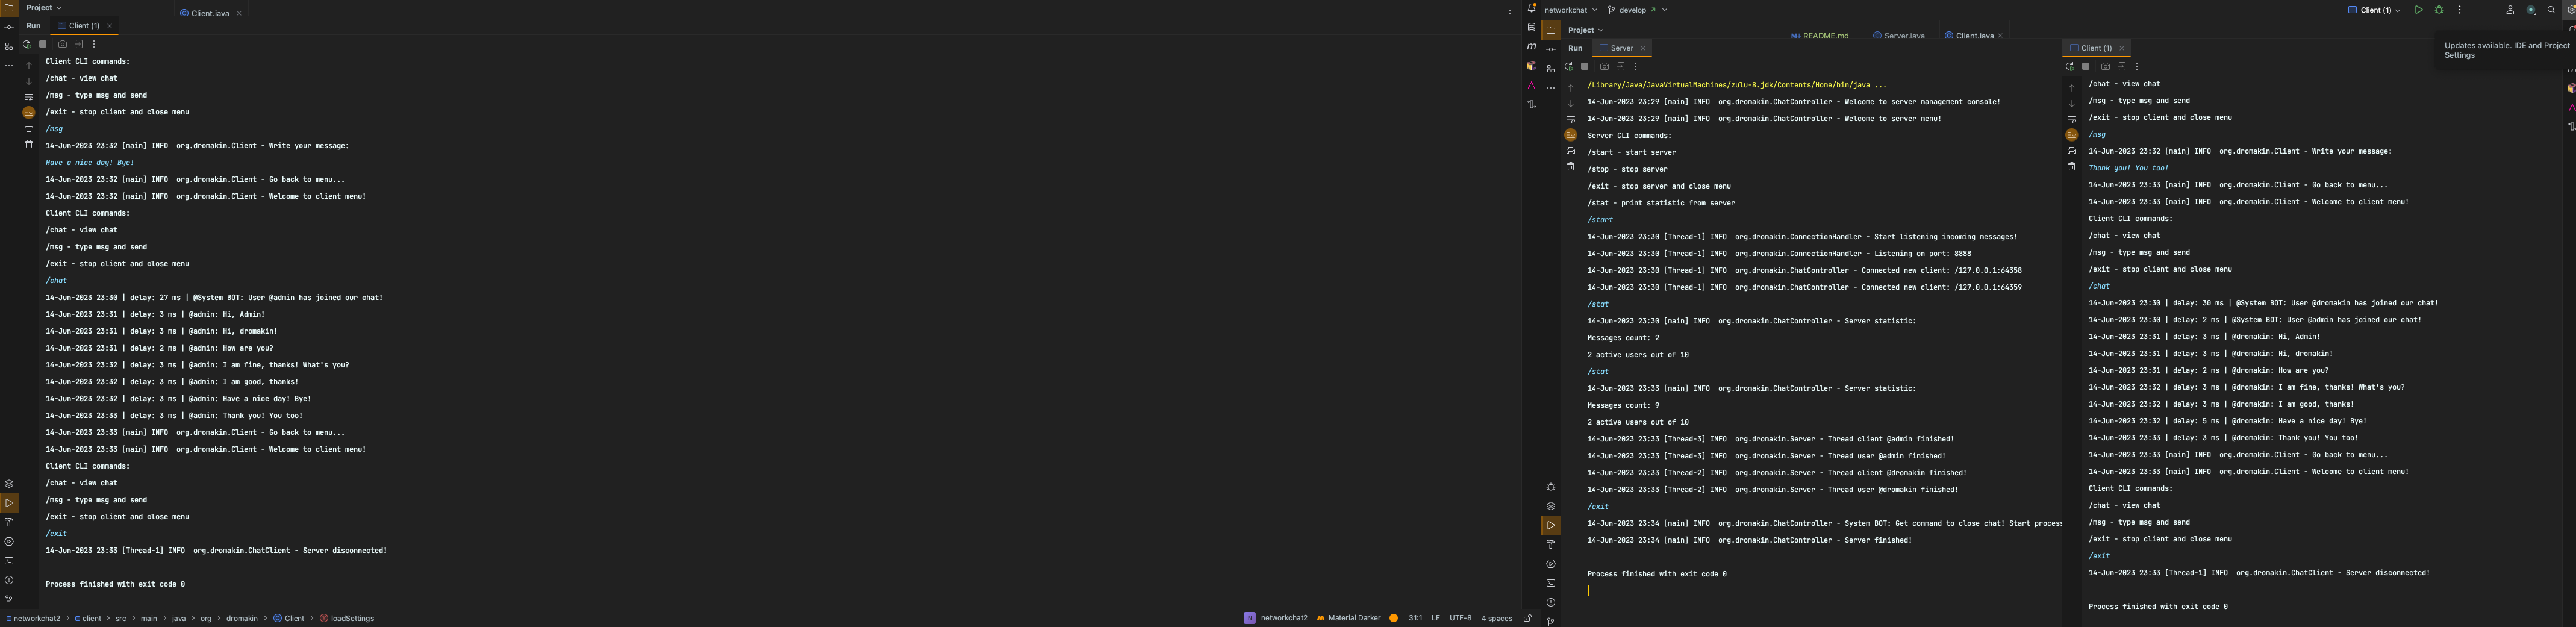 Project
Client.java
Run
Client (1)
Client CLI commands:
/chat - view chat
/msg - type msg and send
/exit - stop client and close menu
/msg
14-Jun-2023 23:32 [main] INFO  org.dromakin.Client - Write your message:
Have a nice day! Bye!
14-Jun-2023 23:32 [main] INFO  org.dromakin.Client - Go back to menu...
14-Jun-2023 23:32 [main] INFO  org.dromakin.Client - Welcome to client menu!
Client CLI commands:
/chat - view chat
/msg - type msg and send
/exit - stop client and close menu
/chat
14-Jun-2023 23:30 | delay: 27 ms | @System BOT: User @admin has joined our chat!
14-Jun-2023 23:31 | delay: 3 ms | @admin: Hi, Admin!
14-Jun-2023 23:31 | delay: 3 ms | @admin: Hi, dromakin!
14-Jun-2023 23:31 | delay: 2 ms | @admin: How are you?
14-Jun-2023 23:32 | delay: 3 ms | @admin: I am fine, thanks! What's you?
14-Jun-2023 23:32 | delay: 3 ms | @admin: I am good, thanks!
14-Jun-2023 23:32 | delay: 3 ms | @admin: Have a nice day! Bye!
14-Jun-2023 23:33 | delay: 3 ms | @admin: Thank you! You too!
14-Jun-2023 23:33 [main] INFO  org.dromakin.Client - Go back to menu...
14-Jun-2023 23:33 [main] INFO  org.dromakin.Client - Welcome to client menu!
Client CLI commands:
/chat - view chat
/msg - type msg and send
/exit - stop client and close menu
/exit
14-Jun-2023 23:33 [Thread-1] INFO  org.dromakin.ChatClient - Server disconnected!
Process finished with exit code 0
networkchat2 > client > src > main > java > org > dromakin > Client > loadSettings
networkchat2 Material Darker 31:1 LF UTF-8 4 spaces
networkchat develop Client (1)
Project
README.md Server.java Client.java
Run
Server
/Library/Java/JavaVirtualMachines/zulu-8.jdk/Contents/Home/bin/java ...
14-Jun-2023 23:29 [main] INFO  org.dromakin.ChatController - Welcome to server management console!
14-Jun-2023 23:29 [main] INFO  org.dromakin.ChatController - Welcome to server menu!
Server CLI commands:
/start - start server
/stop - stop server
/exit - stop server and close menu
/stat - print statistic from server
/start
14-Jun-2023 23:30 [Thread-1] INFO  org.dromakin.ConnectionHandler - Start listening incoming messages!
14-Jun-2023 23:30 [Thread-1] INFO  org.dromakin.ConnectionHandler - Listening on port: 8888
14-Jun-2023 23:30 [Thread-1] INFO  org.dromakin.ChatController - Connected new client: /127.0.0.1:64358
14-Jun-2023 23:30 [Thread-1] INFO  org.dromakin.ChatController - Connected new client: /127.0.0.1:64359
/stat
14-Jun-2023 23:30 [main] INFO  org.dromakin.ChatController - Server statistic:
Messages count: 2
2 active users out of 10
/stat
14-Jun-2023 23:33 [main] INFO  org.dromakin.ChatController - Server statistic:
Messages count: 9
2 active users out of 10
14-Jun-2023 23:33 [Thread-3] INFO  org.dromakin.Server - Thread client @admin finished!
14-Jun-2023 23:33 [Thread-3] INFO  org.dromakin.Server - Thread user @admin finished!
14-Jun-2023 23:33 [Thread-2] INFO  org.dromakin.Server - Thread client @dromakin finished!
14-Jun-2023 23:33 [Thread-2] INFO  org.dromakin.Server - Thread user @dromakin finished!
/exit
14-Jun-2023 23:34 [main] INFO  org.dromakin.ChatController - System BOT: Get command to close chat! Start process
14-Jun-2023 23:34 [main] INFO  org.dromakin.ChatController - Server finished!
Process finished with exit code 0
Client (1)
Updates available. IDE and Project
Settings
/chat - view chat
/msg - type msg and send
/exit - stop client and close menu
/msg
14-Jun-2023 23:32 [main] INFO  org.dromakin.Client - Write your message:
Thank you! You too!
14-Jun-2023 23:33 [main] INFO  org.dromakin.Client - Go back to menu...
14-Jun-2023 23:33 [main] INFO  org.dromakin.Client - Welcome to client menu!
Client CLI commands:
/chat - view chat
/msg - type msg and send
/exit - stop client and close menu
/chat
14-Jun-2023 23:30 | delay: 30 ms | @System BOT: User @dromakin has joined our chat!
14-Jun-2023 23:30 | delay: 2 ms | @System BOT: User @admin has joined our chat!
14-Jun-2023 23:31 | delay: 3 ms | @dromakin: Hi, Admin!
14-Jun-2023 23:31 | delay: 3 ms | @dromakin: Hi, dromakin!
14-Jun-2023 23:31 | delay: 2 ms | @dromakin: How are you?
14-Jun-2023 23:32 | delay: 3 ms | @dromakin: I am fine, thanks! What's you?
14-Jun-2023 23:32 | delay: 3 ms | @dromakin: I am good, thanks!
14-Jun-2023 23:32 | delay: 5 ms | @dromakin: Have a nice day! Bye!
14-Jun-2023 23:33 | delay: 3 ms | @dromakin: Thank you! You too!
14-Jun-2023 23:33 [main] INFO  org.dromakin.Client - Go back to menu...
14-Jun-2023 23:33 [main] INFO  org.dromakin.Client - Welcome to client menu!
Client CLI commands:
/chat - view chat
/msg - type msg and send
/exit - stop client and close menu
/exit
14-Jun-2023 23:33 [Thread-1] INFO  org.dromakin.ChatClient - Server disconnected!
Process finished with exit code 0